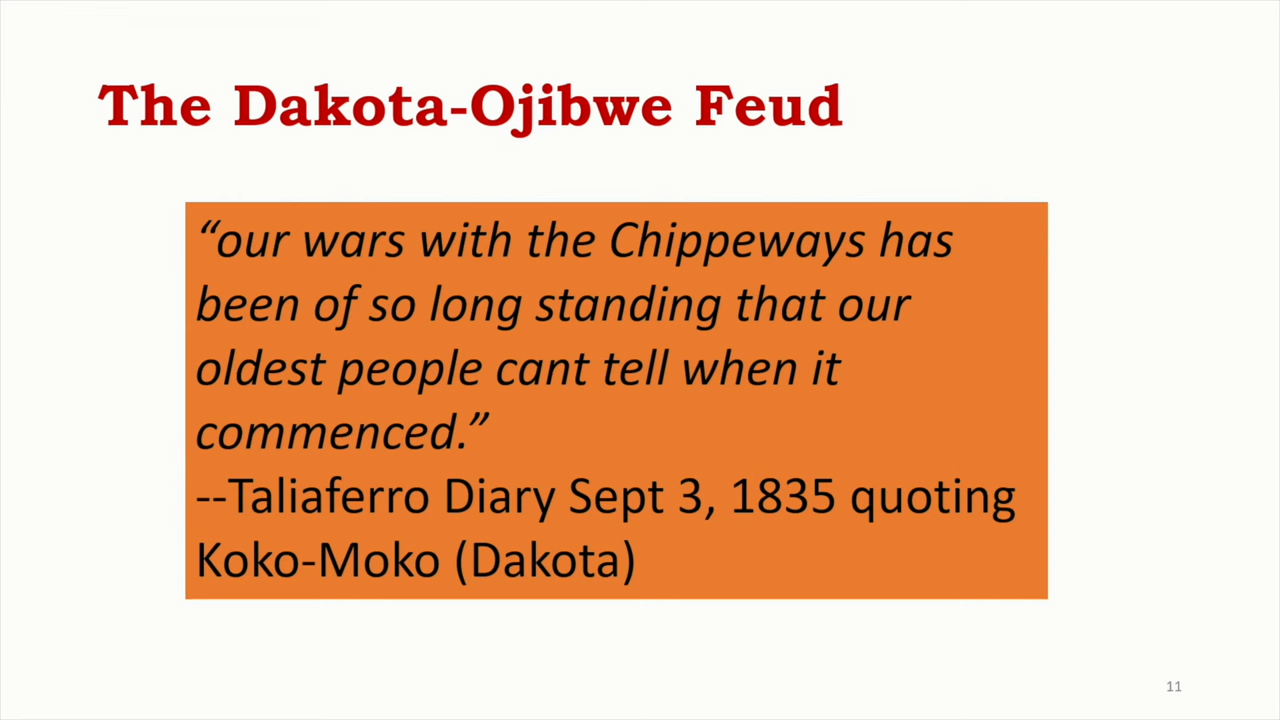 The Dakota-Ojibwe Feud
“our wars with the Chippeways has
been of so long standing that our
oldest people cant tell when it
commenced.”
--Taliaferro Diary Sept 3, 1835 quoting
Koko-Moko (Dakota)
11